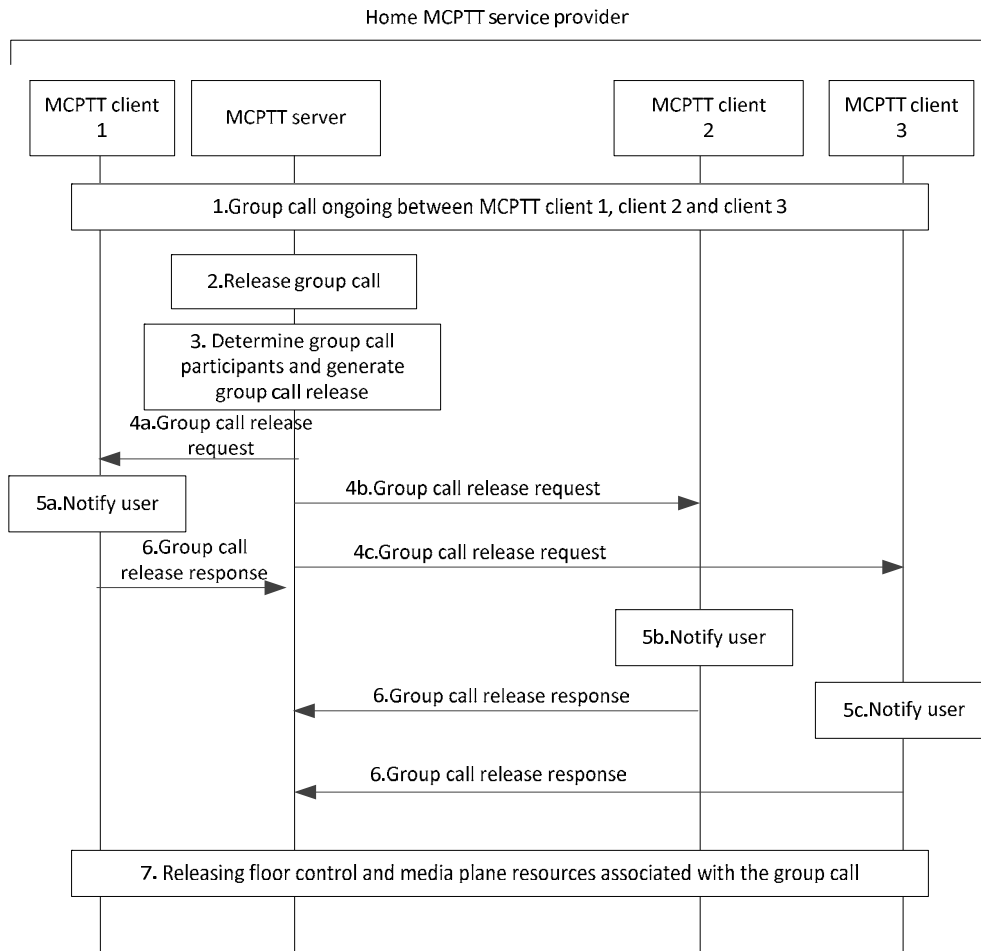 Home MCPTT service provider
MCPTT client
1
MCPTT server
MCPTT client
2
MCPTT client
3
1.Group call ongoing between MCPTT client 1, client 2 and client 3
2.Release group call
3. Determine group call
participants and generate
group call release
4a.Group call release
request
4b.Group call release request
5a.Notify user
6.Group call
release response
4c.Group call release request
5b.Notify user
6.Group call release response
5c.Notify user
6.Group call release response
7. Releasing floor control and media plane resources associated with the group call